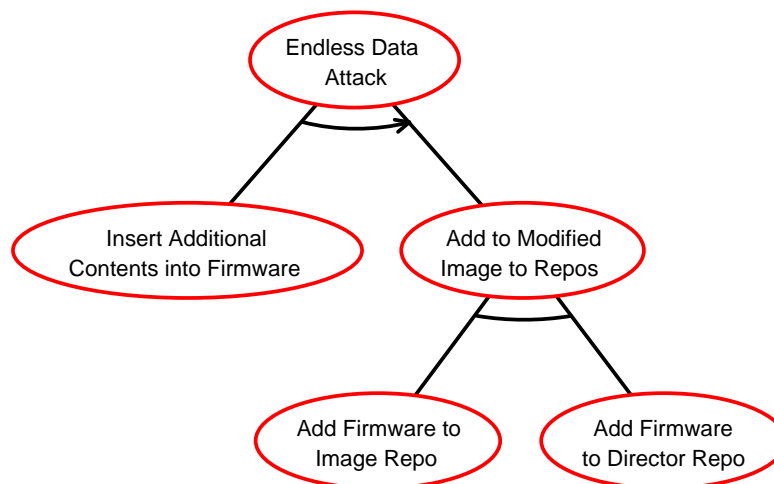 Endless Data
Attack
Insert Additional
Contents into Firmware
Add to Modified
Image to Repos
Add Firmware to
Image Repo
Add Firmware
to Director Repo